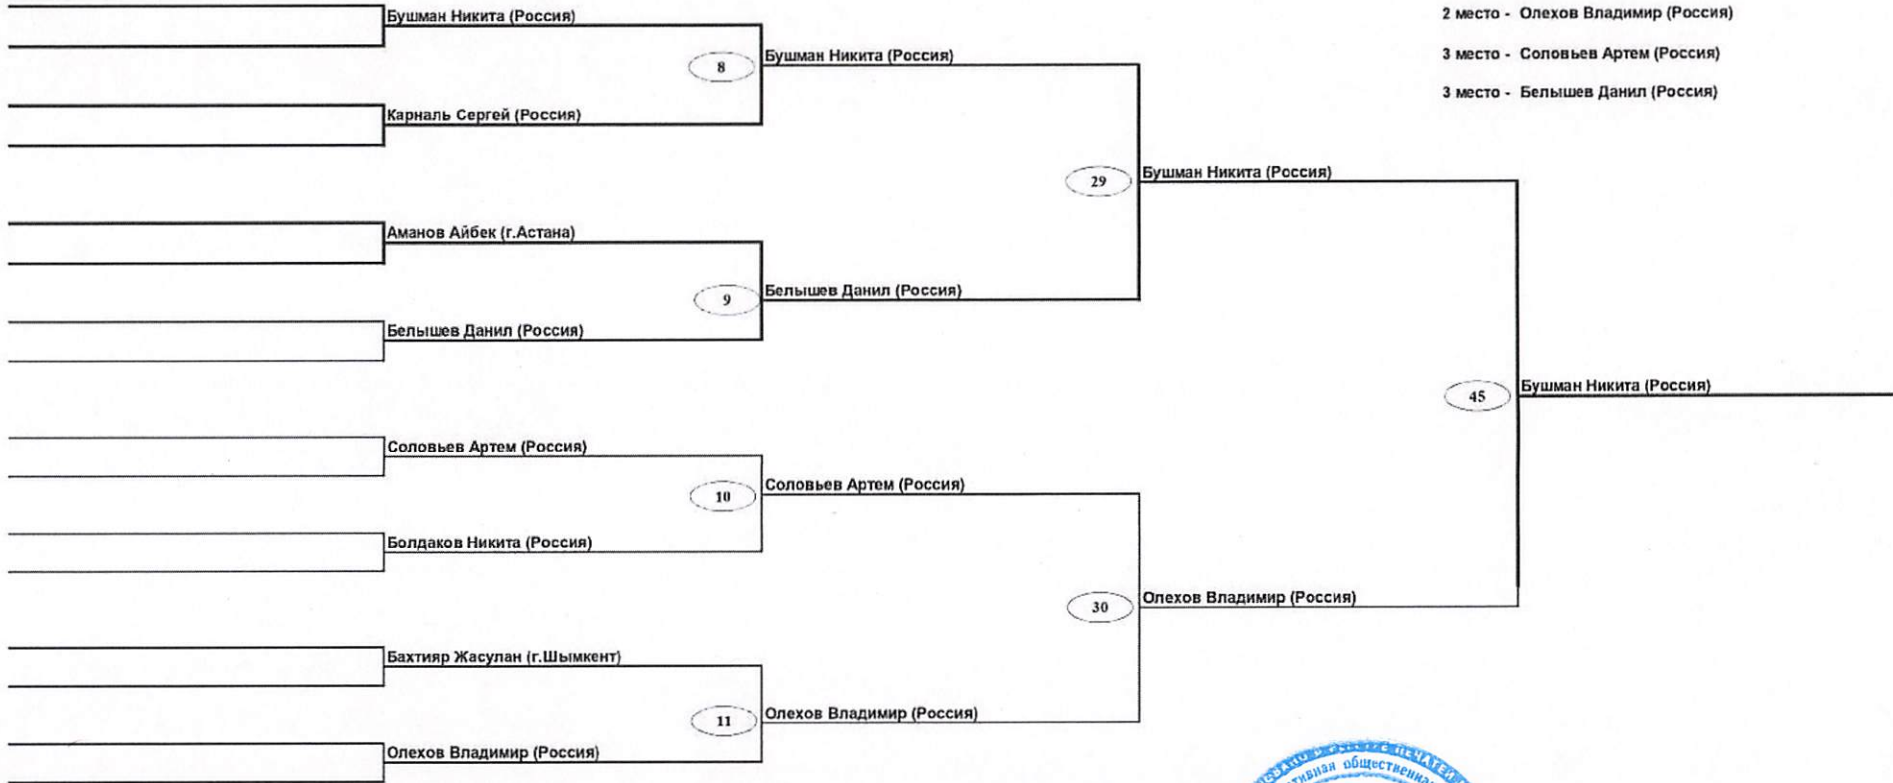 Бушман Никита (Россия)
2 место - Олехов Владимир (Россия)
8
Бушман Никита (Россия)
3 место - Соловьев Артем (Россия)
3 место - Белышев Данил (Россия)
Карналь Сергей (Россия)
29
Бушман Никита (Россия)
Аманов Айбек (г.Астана)
9
Белышев Данил (Россия)
Белышев Данил (Россия)
45
Бушман Никита (Россия)
Соловьев Артем (Россия)
10
Соловьев Артем (Россия)
Болдаков Никита (Россия)
30
Олехов Владимир (Россия)
Бахтияр Жасулан (г.Шымкент)
11
Олехов Владимир (Россия)
Олехов Владимир (Россия)